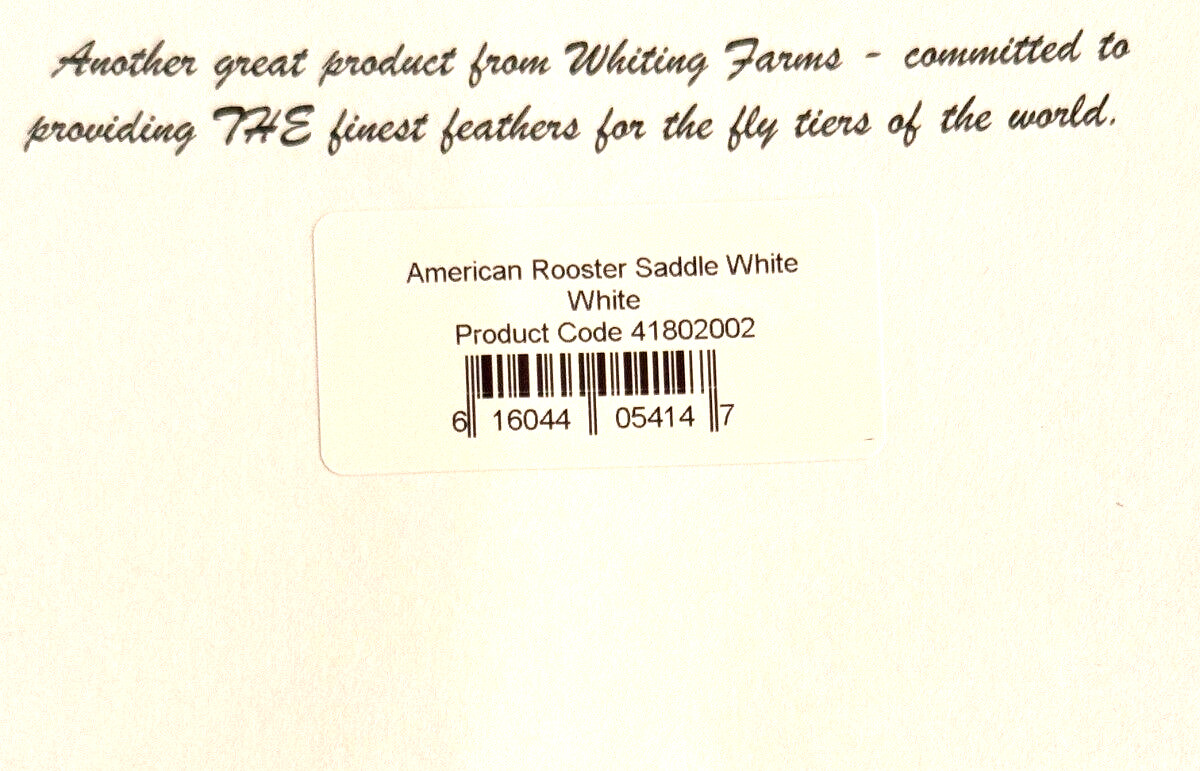 Another great product from Whiting Farms - committed to
providing THE finest feathers for the fly tiers of the world.
American Rooster Saddle White
White
Product Code 41802002
6 16044 05414 7